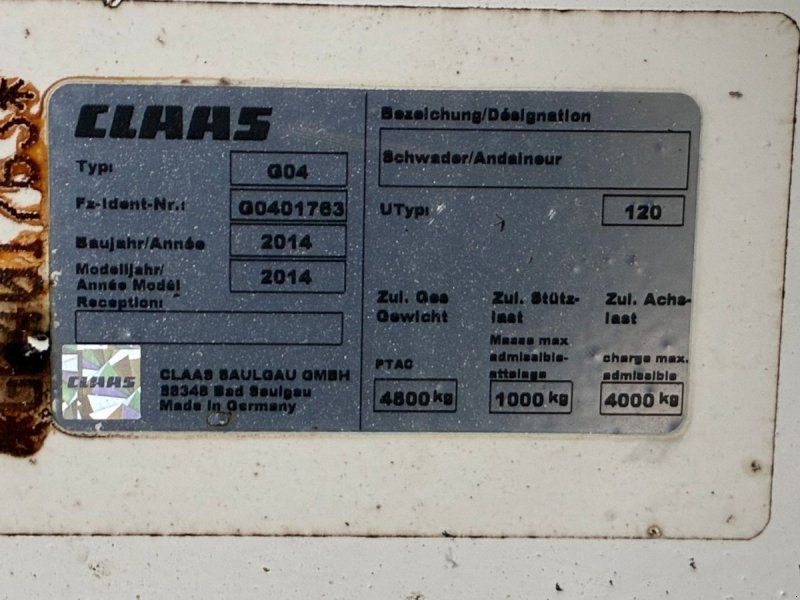 CLAAS
Typ: G04
Fz-Ident-Nr.: G0401763
Baujahr/Année 2014
Modelljahr/
Année Model 2014
Reception:
CLAAS
CLAAS SAULGAU GMBH
88348 Bad Saulgau
Made in Germany
Bezeichung/Désignation
Schwader/Andaineur
UTyp: 120
Zul. Ges
Gewicht
PTAC
4800 kg
Zul. Stütz-
last
Masse max
admissible-
attelage
1000 kg
Zul. Achs-
last
charge max.
admissible
4000 kg